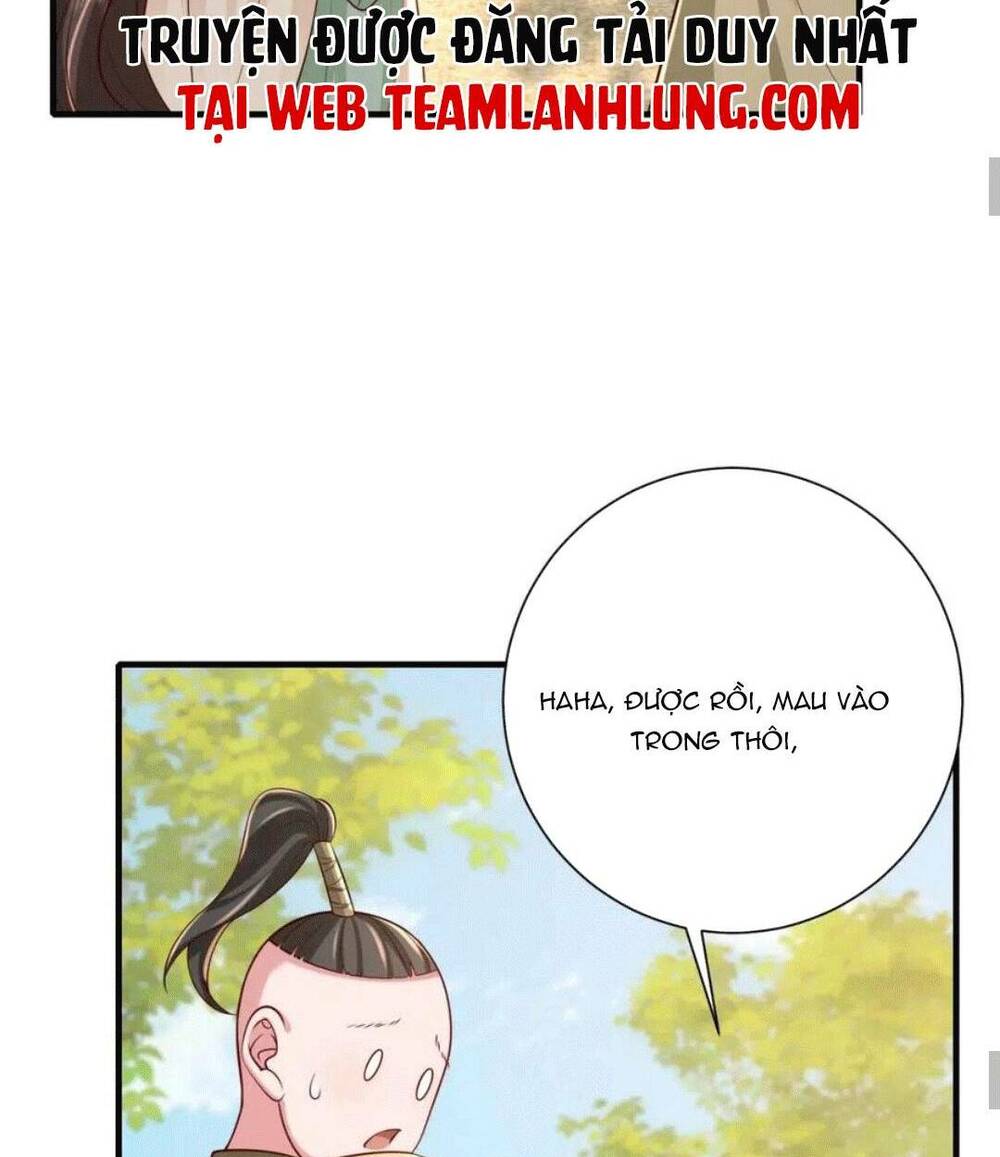 TRUYỆN ĐƯỢC ĐĂNG TẢI DUY NHẤT
TẠI WEB TEAMLANHLUNG.COM
HAHA, ĐƯỢC RỒI, MAU VÀO
TRONG THÔI,